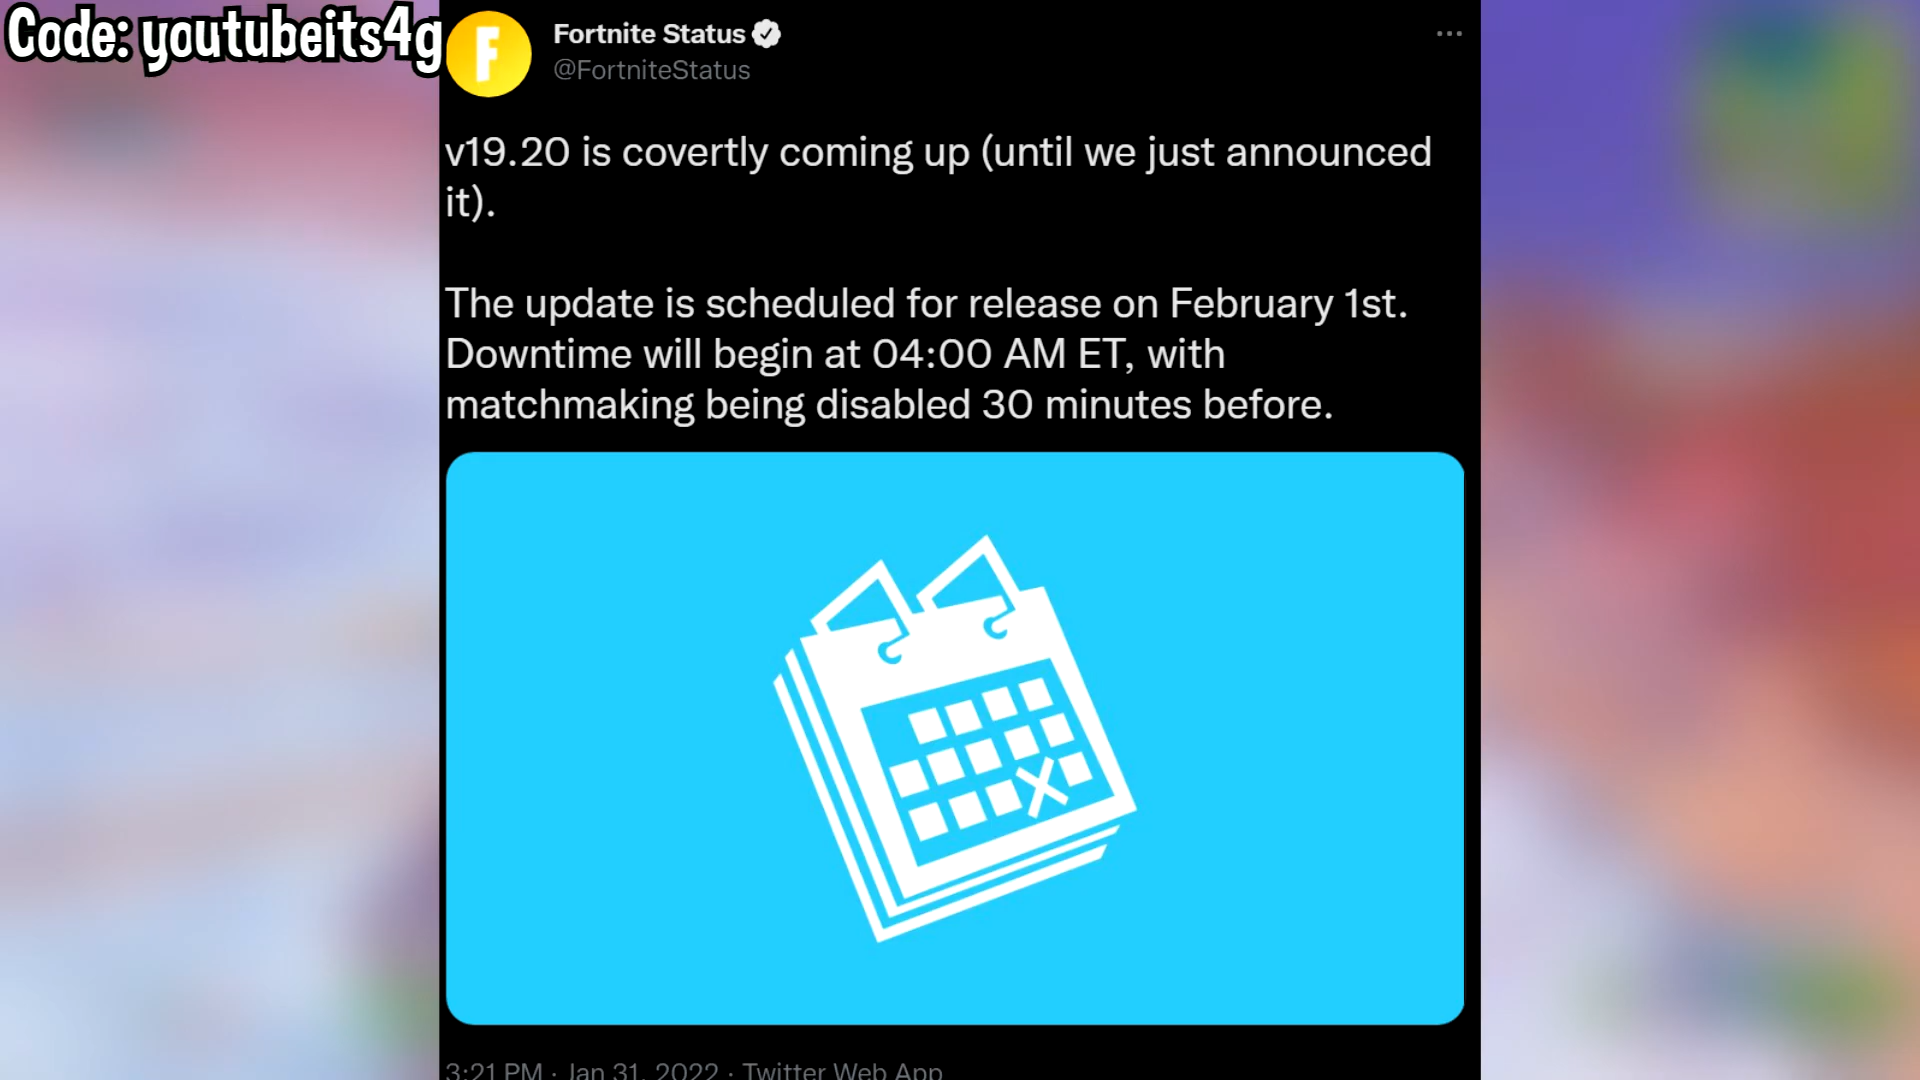 Code: youtubeits4g
Fortnite Status
@FortniteStatus
v19.20 is covertly coming up (until we just announced
it).
The update is scheduled for release on February 1st.
Downtime will begin at 04:00 AM ET, with
matchmaking being disabled 30 minutes before.
3:21 PM · Jan 31, 2022 · Twitter Web App